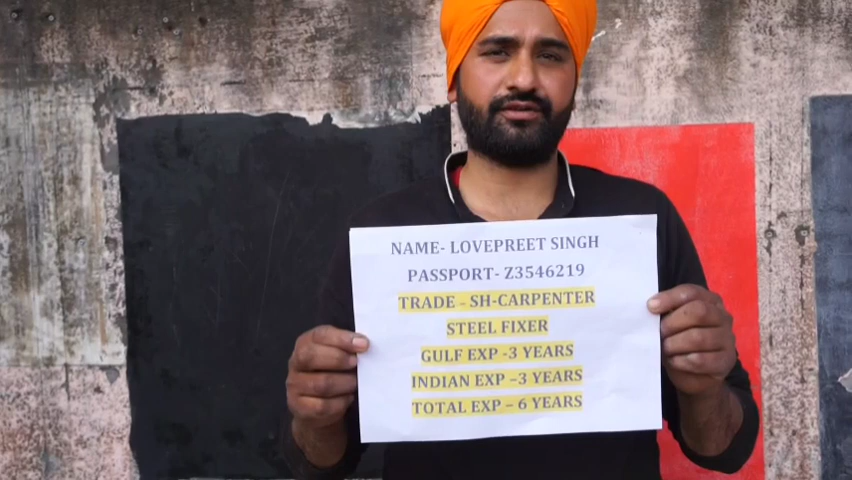 NAME- LOVEPREET SINGH
PASSPORT- Z3546219
TRADE – SH-CARPENTER
STEEL FIXER
GULF EXP -3 YEARS
INDIAN EXP –3 YEARS
TOTAL EXP – 6 YEARS